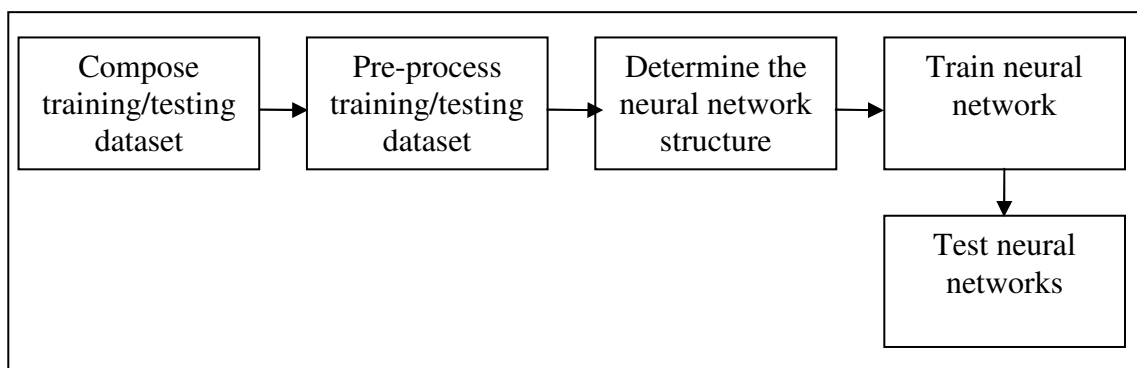 Compose
training/testing
dataset
Pre-process
training/testing
dataset
Determine the
neural network
structure
Train neural
network
Test neural
networks